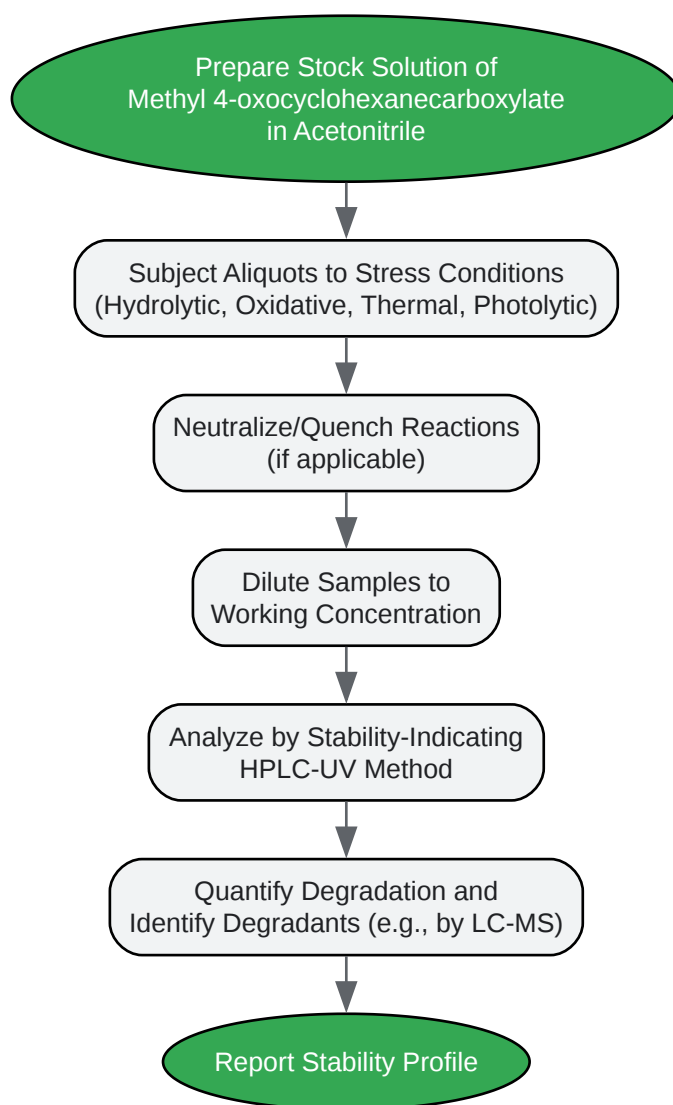 Prepare Stock Solution of
Methyl 4-oxocyclohexanecarboxylate
in Acetonitrile
Subject Aliquots to Stress Conditions
(Hydrolytic, Oxidative, Thermal, Photolytic)
Neutralize/Quench Reactions
(if applicable)
Dilute Samples to
Working Concentration
Analyze by Stability-Indicating
HPLC-UV Method
Quantify Degradation and
Identify Degradants (e.g., by LC-MS)
Report Stability Profile